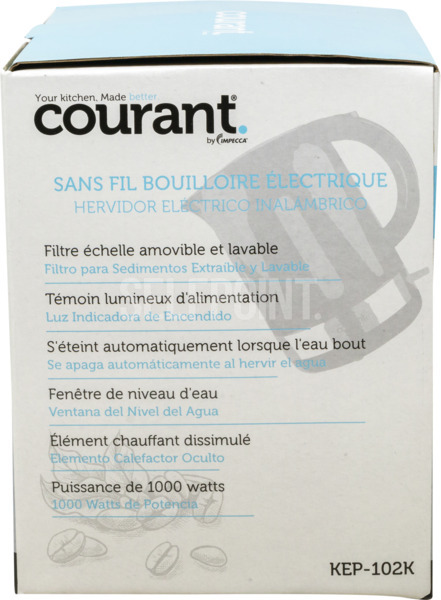 courant
Your kitchen, Made better
courant.®
by IMPECCA™
SANS FIL BOUILLOIRE ÉLECTRIQUE
HERVIDOR ELÉCTRICO INALÁMBRICO
Filtre échelle amovible et lavable
Filtro para Sedimentos Extraíble y Lavable
Témoin lumineux d'alimentation
Luz Indicadora de Encendido
S'éteint automatiquement lorsque l'eau bout
Se apaga automáticamente al hervir el agua
Fenêtre de niveau d'eau
Ventana del Nivel del Agua
Élément chauffant dissimulé
Elemento Calefactor Oculto
Puissance de 1000 watts
1000 Watts de Potencia
KEP-102K